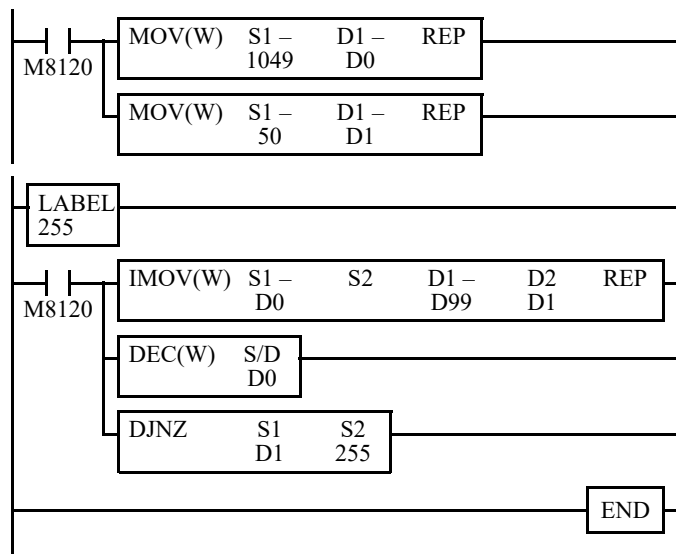 MOV(W) S1 – D1 – REP
M8120 1049 D0
MOV(W) S1 – D1 – REP
50 D1
LABEL
255
IMOV(W) S1 – S2 D1 – D2 REP
M8120 D0 D99 D1
DEC(W) S/D
D0
DJNZ S1 S2
D1 255
END